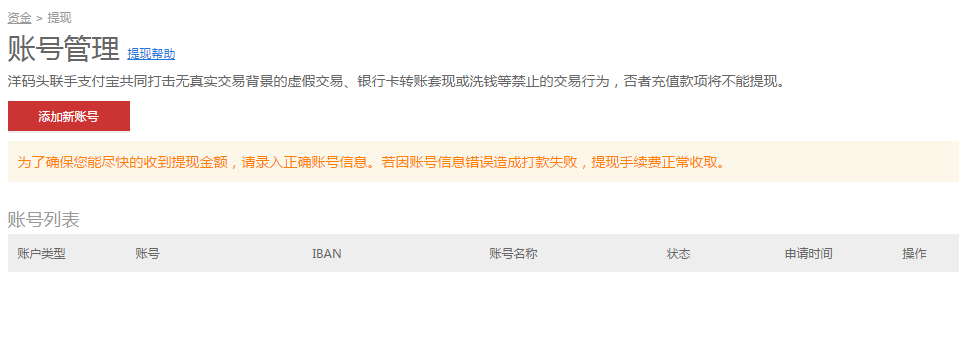 资金 > 提现
账号管理 提现帮助
洋码头联手支付宝共同打击无真实交易背景的虚假交易、银行卡转账套现或洗钱等禁止的交易行为，否者充值款项将不能提现。
添加新账号
为了确保您能尽快的收到提现金额，请录入正确账号信息。若因账号信息错误造成打款失败，提现手续费正常收取。
账号列表
账户类型 账号 IBAN 账号名称 状态 申请时间 操作